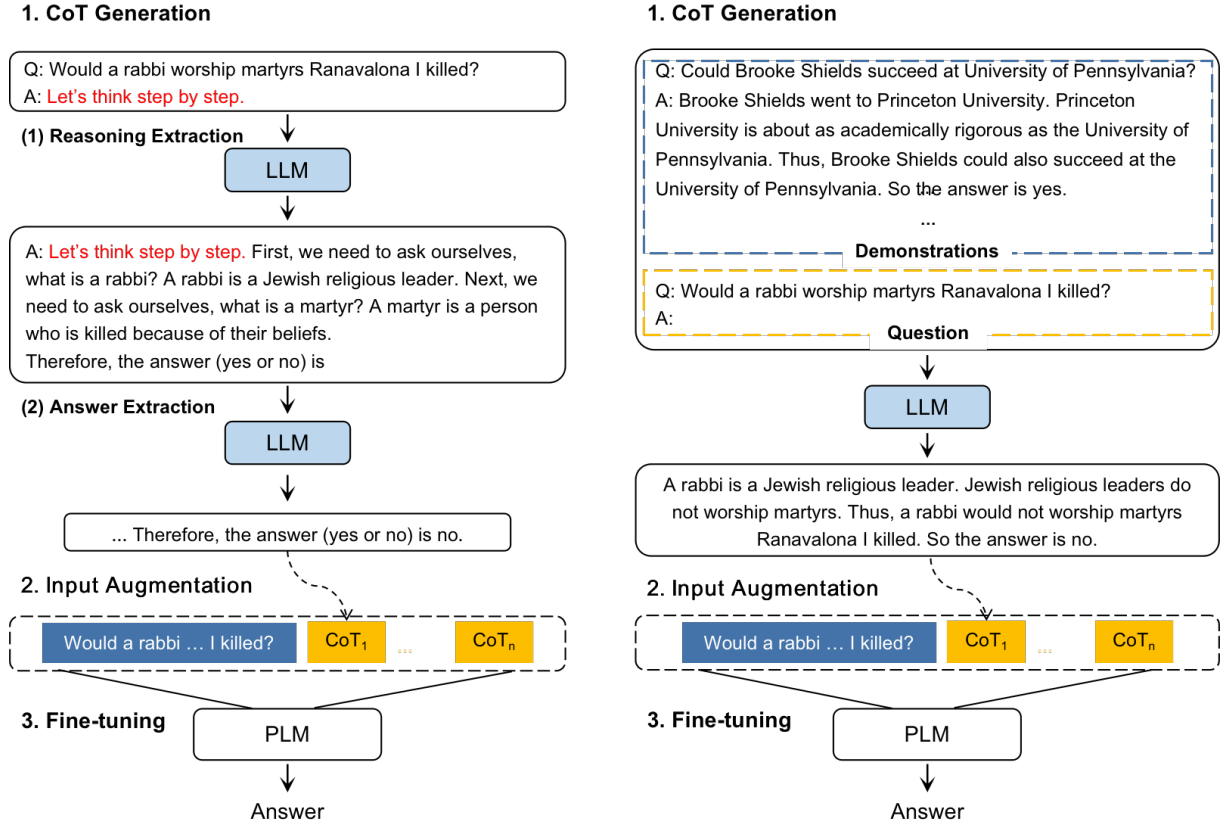 1. CoT Generation
Q: Would a rabbi worship martyrs Ranavalona I killed?
A: Let's think step by step.
(1) Reasoning Extraction
LLM
A: Let's think step by step. First, we need to ask ourselves,
what is a rabbi? A rabbi is a Jewish religious leader. Next, we
need to ask ourselves, what is a martyr? A martyr is a person
who is killed because of their beliefs.
Therefore, the answer (yes or no) is
(2) Answer Extraction
LLM
... Therefore, the answer (yes or no) is no.
2. Input Augmentation
Would a rabbi … I killed?
CoT1
...
CoTn
3. Fine-tuning
PLM
Answer
1. CoT Generation
Q: Could Brooke Shields succeed at University of Pennsylvania?
A: Brooke Shields went to Princeton University. Princeton
University is about as academically rigorous as the University of
Pennsylvania. Thus, Brooke Shields could also succeed at the
University of Pennsylvania. So the answer is yes.
...
Demonstrations
Q: Would a rabbi worship martyrs Ranavalona I killed?
A:
Question
LLM
A rabbi is a Jewish religious leader. Jewish religious leaders do
not worship martyrs. Thus, a rabbi would not worship martyrs
Ranavalona I killed. So the answer is no.
2. Input Augmentation
Would a rabbi … I killed?
CoT1
...
CoTn
3. Fine-tuning
PLM
Answer